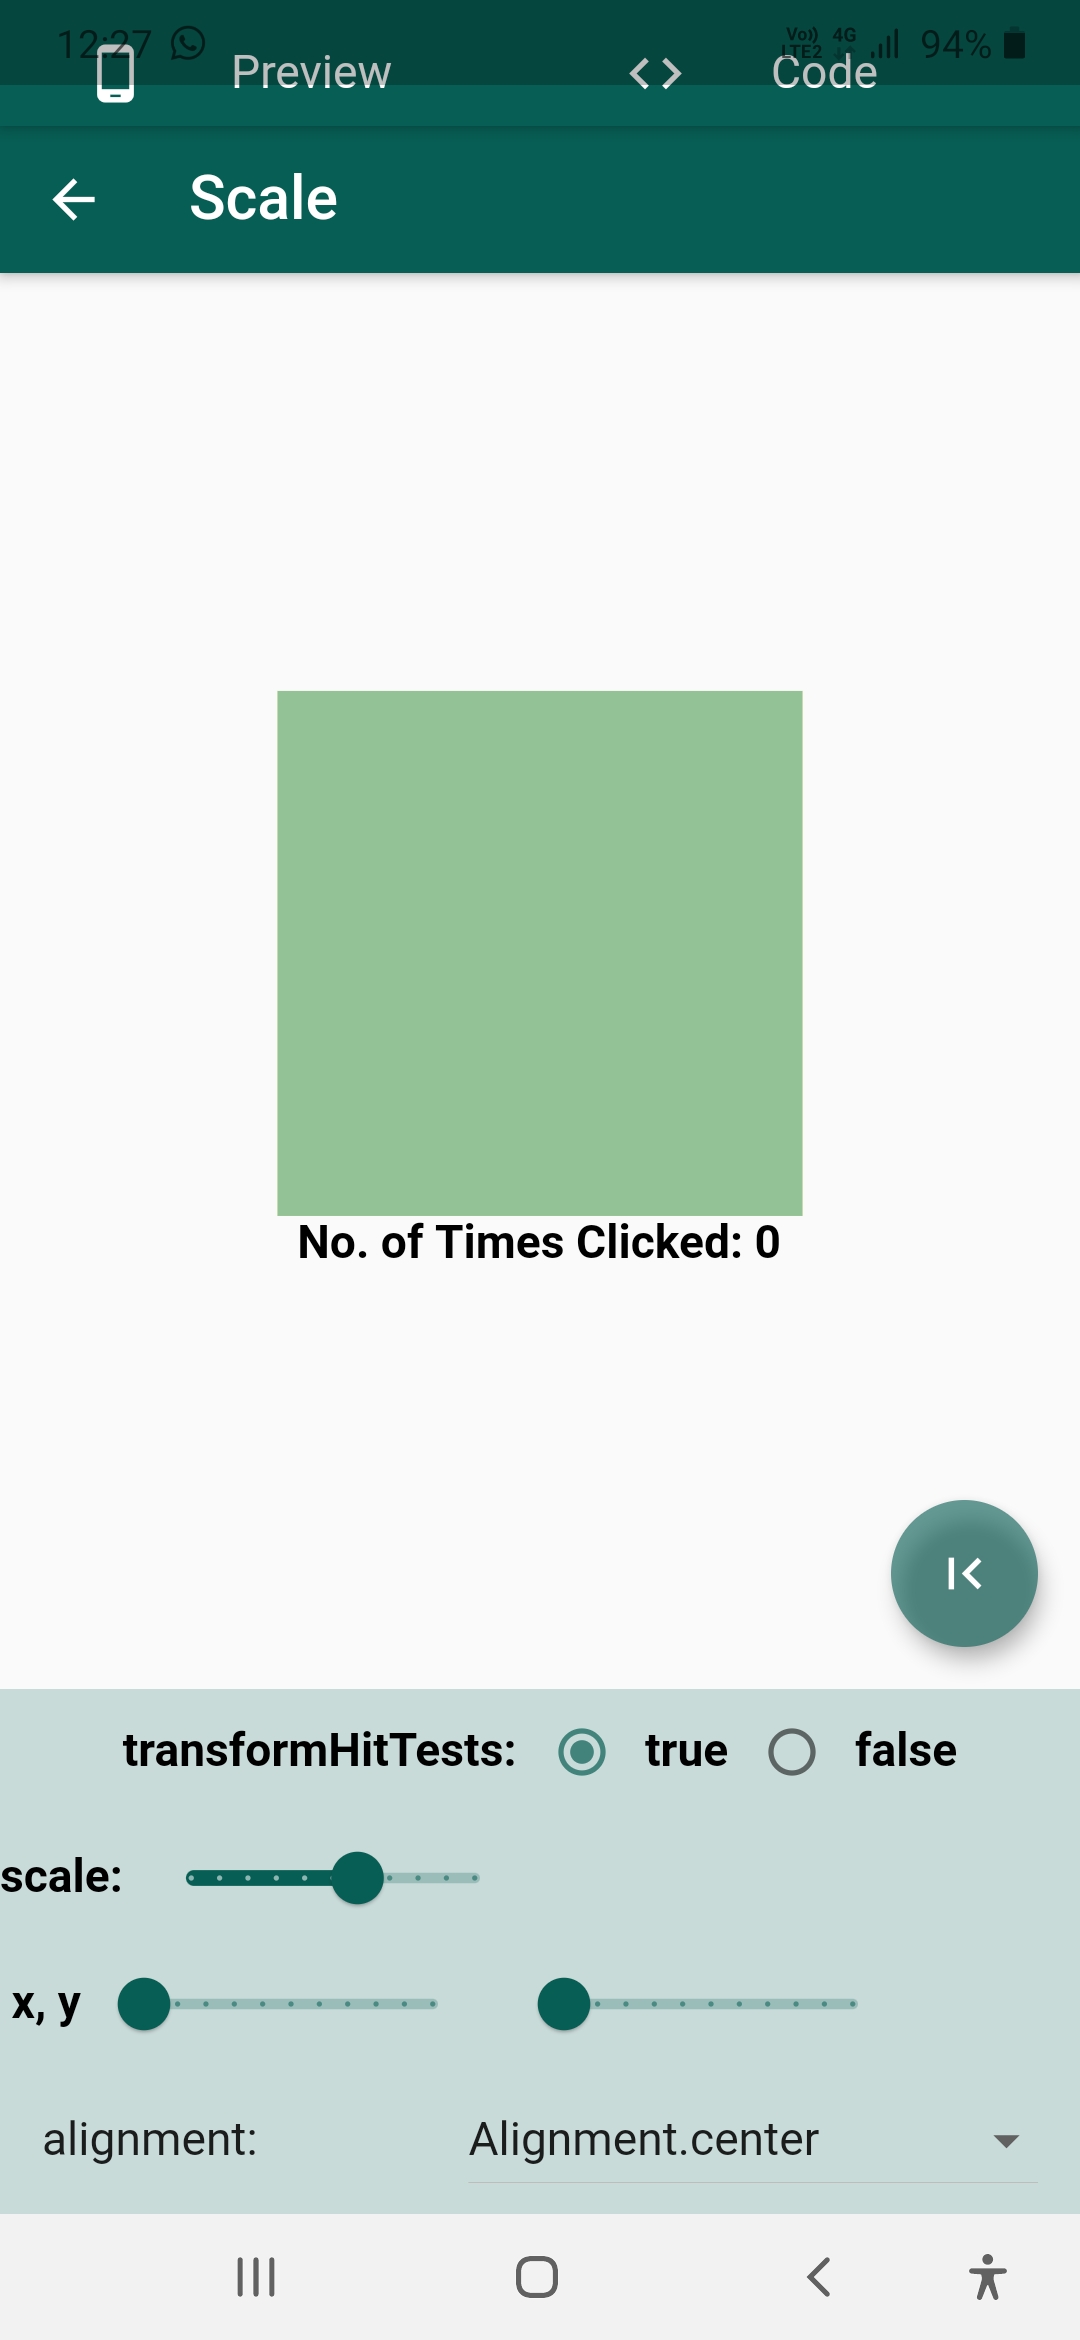 12:27 Vo)) LTE2 4G 94%
Preview Code
Scale
No. of Times Clicked: 0
transformHitTests: true false
scale:
x, y
alignment: Alignment.center